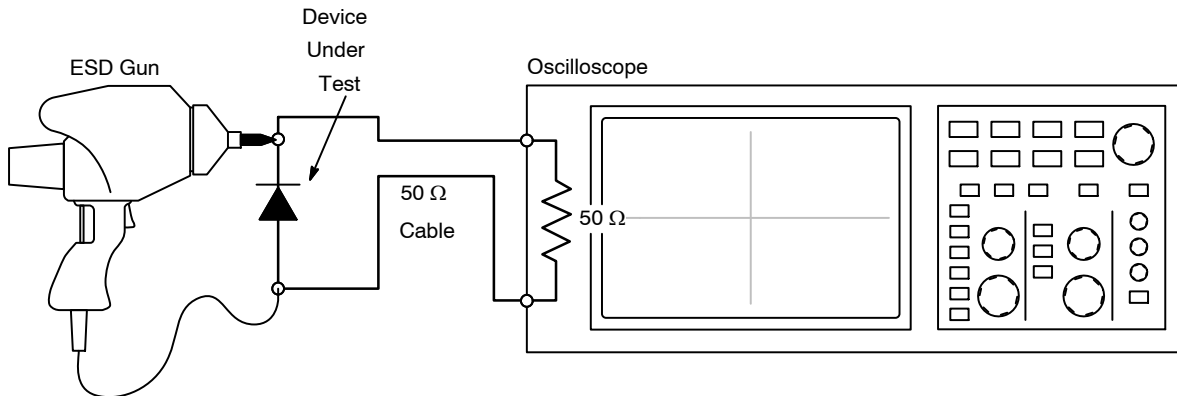 Device
Under
Test
ESD Gun
Oscilloscope
50 Ω
Cable
50 Ω